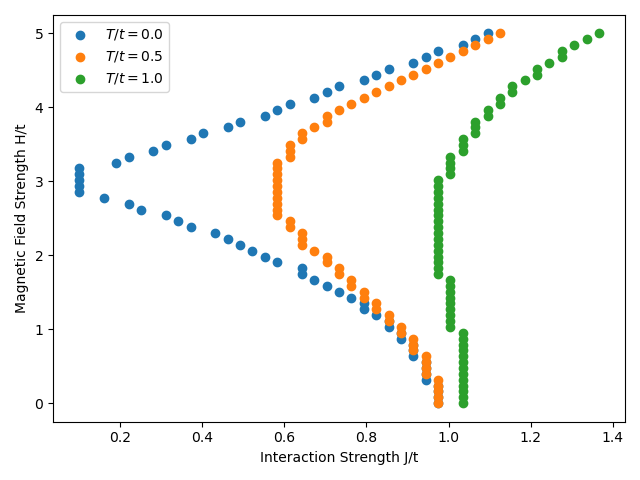 T/t = 0.0
T/t = 0.5
T/t = 1.0
5
4
3
2
1
0
Magnetic Field Strength H/t
0.2 0.4 0.6 0.8 1.0 1.2 1.4
Interaction Strength J/t